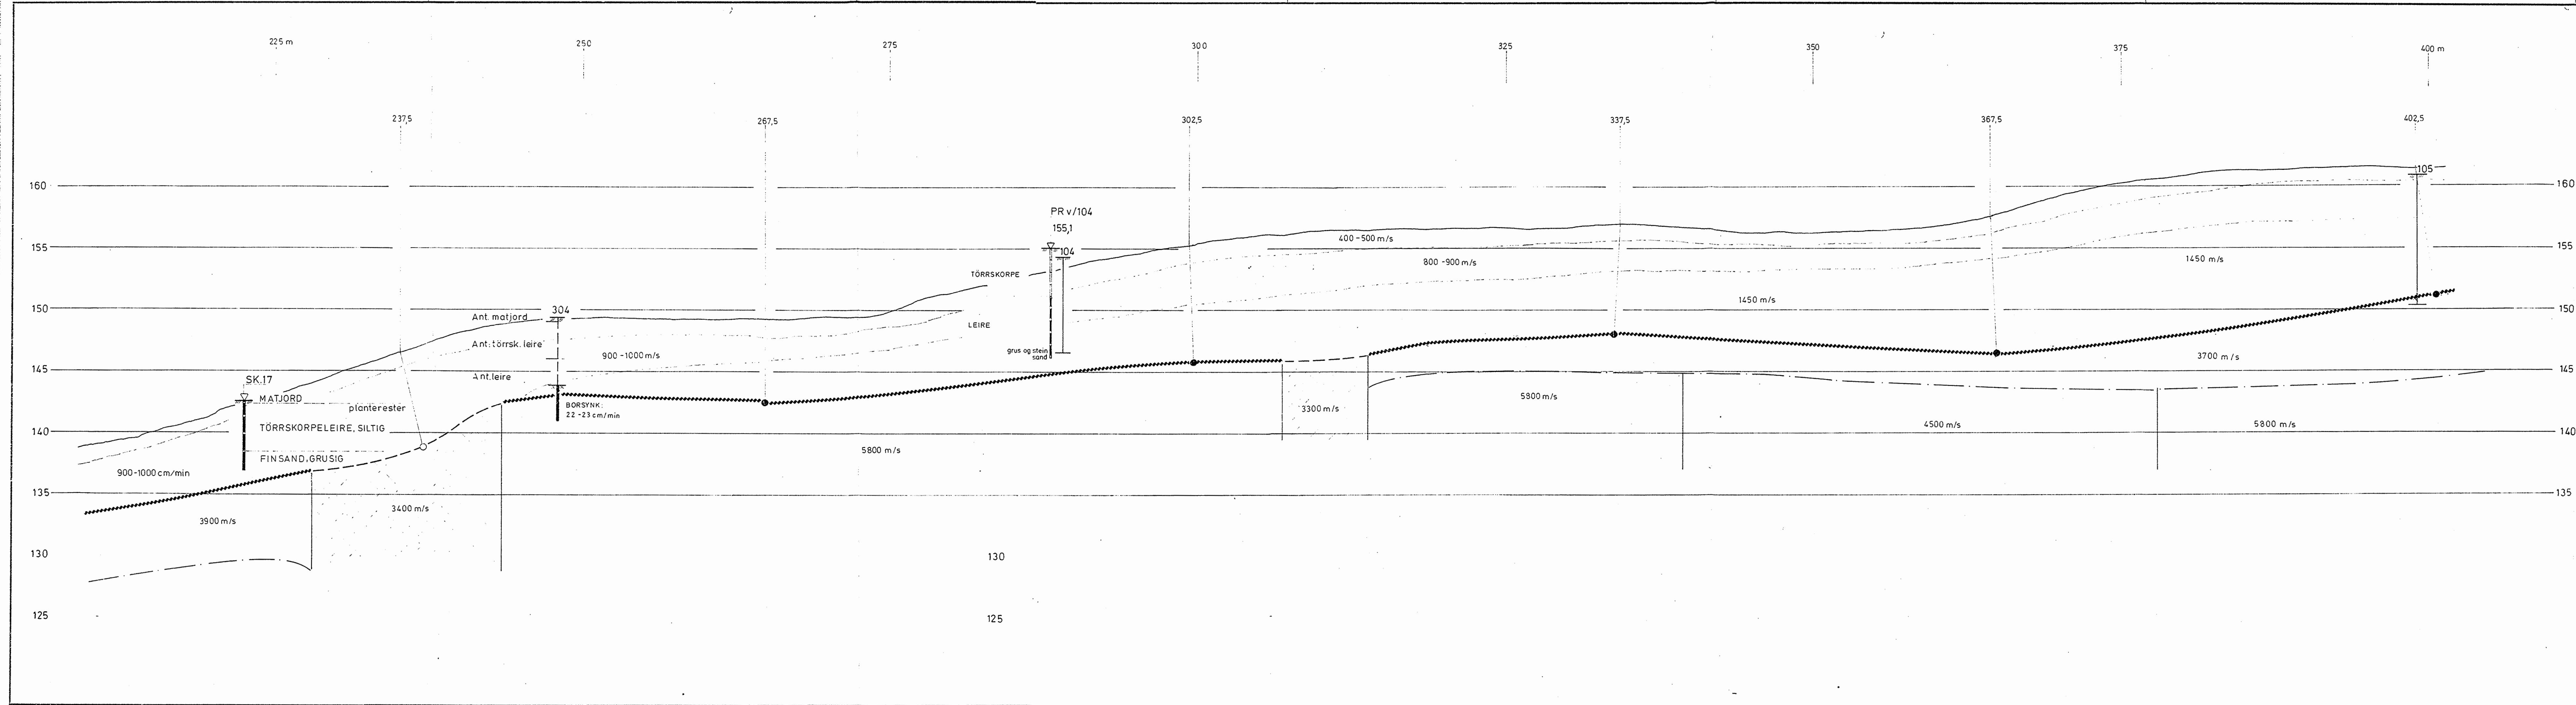 225 m
250
275
300
325
350
375
400 m
237,5
267,5
302,5
337,5
367,5
402,5
160
160
105
PR v/104
155,1
155
155
104
400-500 m/s
800-900 m/s
1450 m/s
TÖRRSKORPE
1450 m/s
150
150
304
Ant. matjord
LEIRE
Ant. törrsk. leire
900-1000 m/s
grus og stein
sand
3700 m/s
145
145
Ant. leire
SK.17
MATJORD
planterester
BORSYNK:
22-23 cm/min
3300 m/s
5900 m/s
140
140
TÖRRSKORPELEIRE, SILTIG
4500 m/s
5800 m/s
5800 m/s
FINSAND, GRUSIG
900-1000 cm/min
135
135
3900 m/s
3400 m/s
130
130
125
125